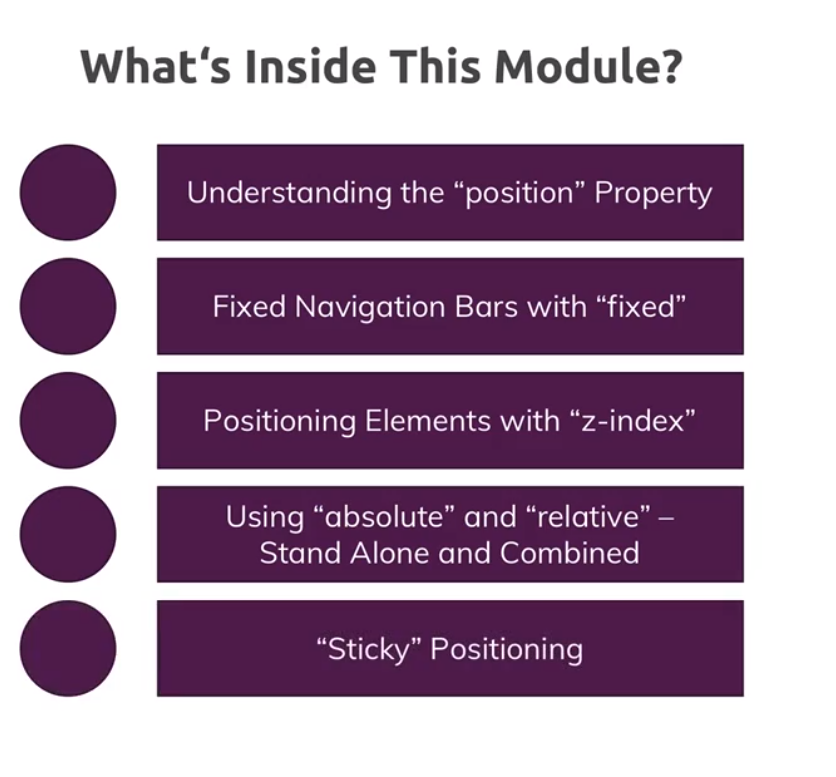 What‘s Inside This Module?
Understanding the “position” Property
Fixed Navigation Bars with “fixed”
Positioning Elements with “z-index”
Using “absolute” and “relative” –
Stand Alone and Combined
“Sticky” Positioning